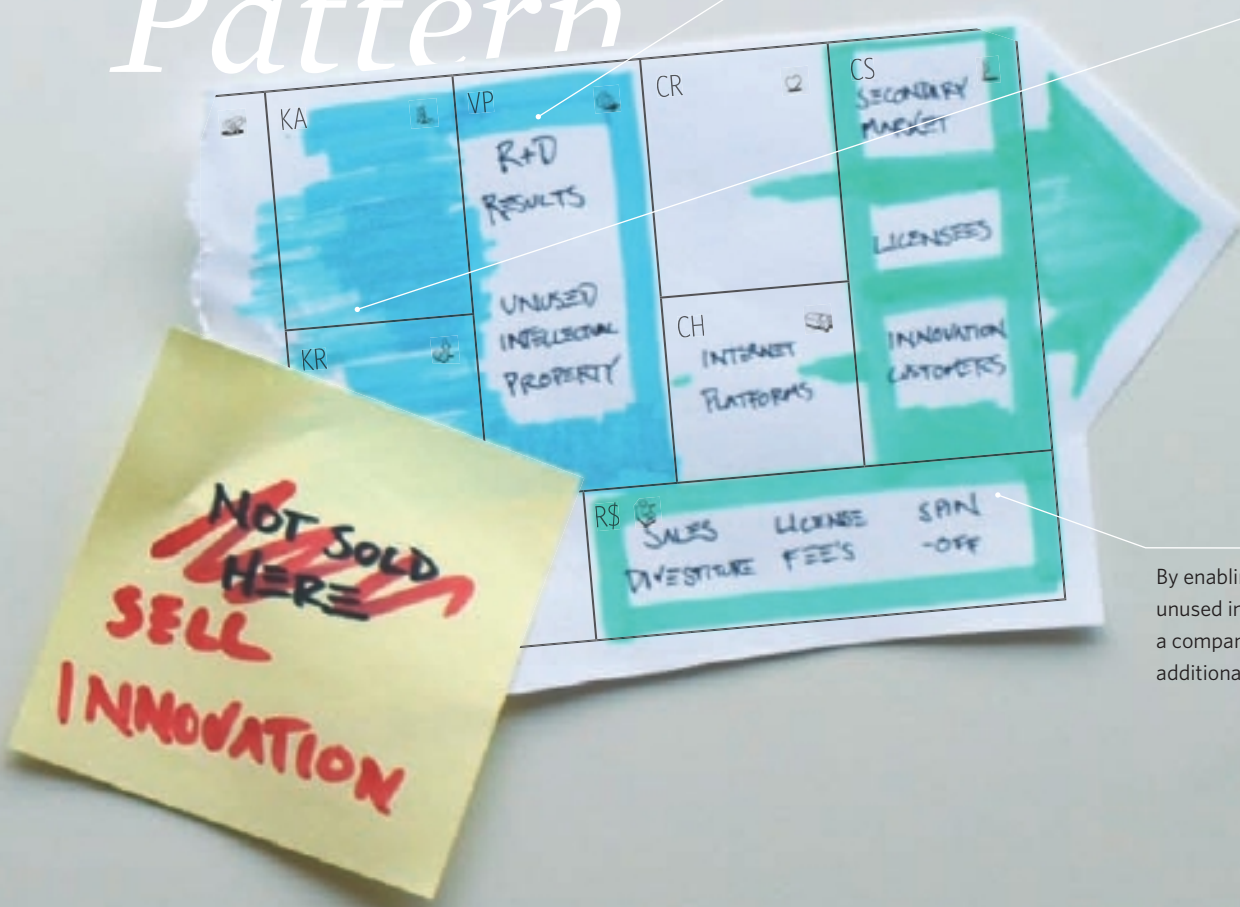 Pattern
KA
VP
R+D
RESULTS
UNUSED
INTELLECTUAL
PROPERTY
CR
CS
SECONDARY
MARKET
LICENSEES
INNOVATION
CUSTOMERS
KR
CH
INTERNET
PLATFORMS
R$
SALES LICENSE SPIN
DIVESTITURE FEE'S -OFF
NOT SOLD
HERE
SELL
INNOVATION
By enabli
unused in
a compan
additiona